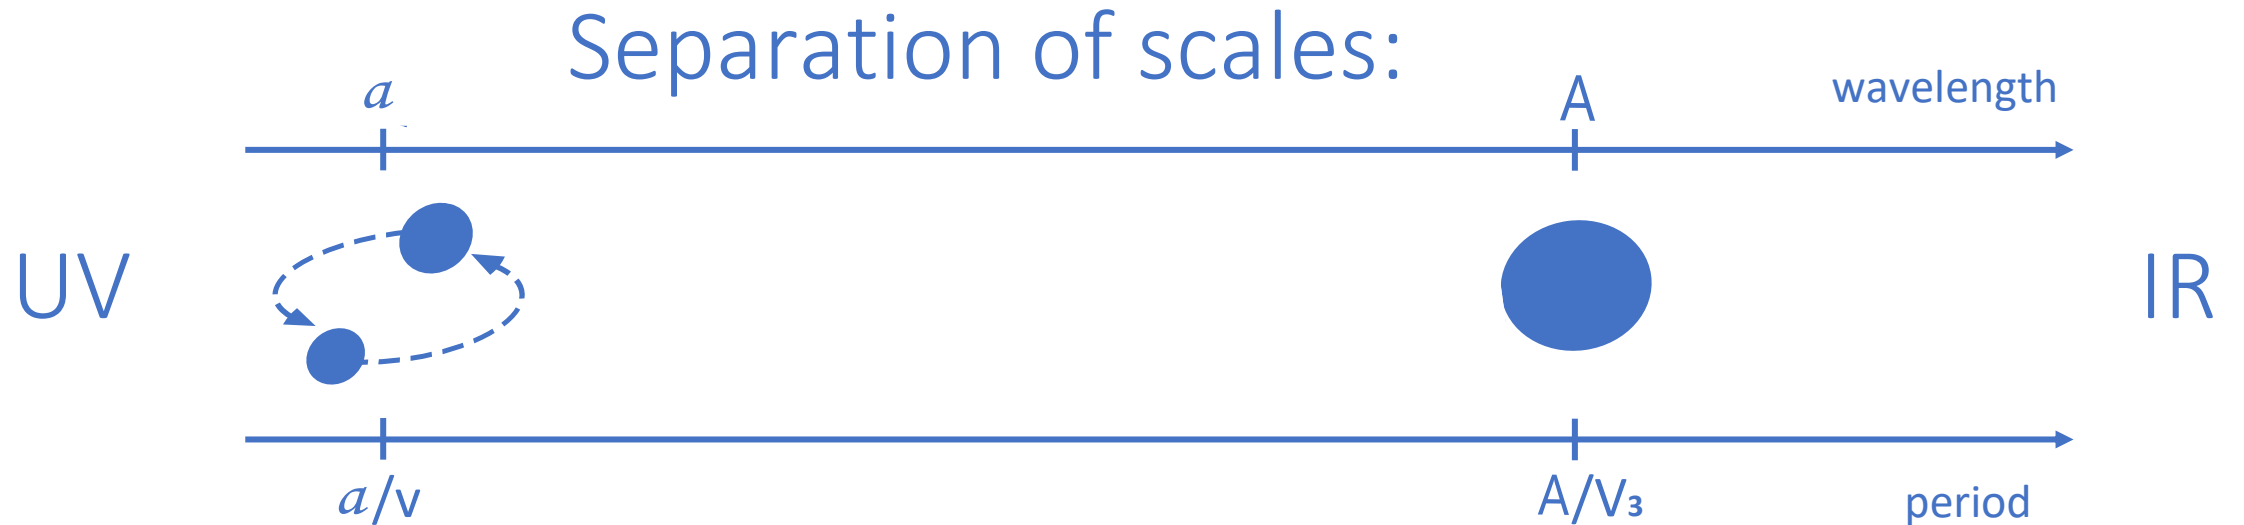 Separation of scales:
a
A
wavelength
UV
IR
a/v
A/V₃
period